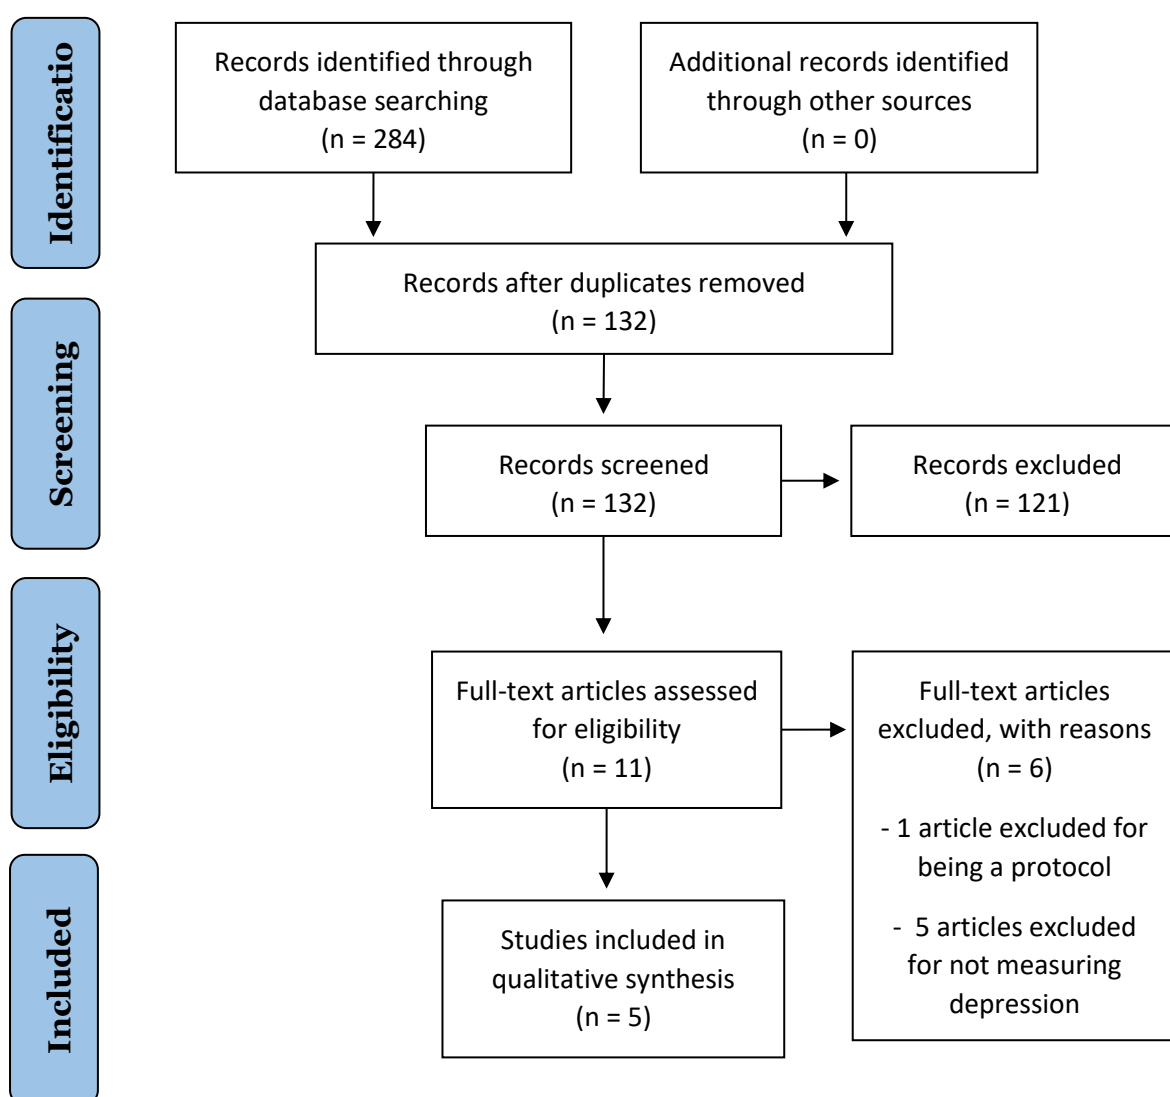 Identificatio
Records identified through
database searching
(n = 284)
Additional records identified
through other sources
(n = 0)
Records after duplicates removed
(n = 132)
Screening
Records screened
(n = 132)
Records excluded
(n = 121)
Eligibility
Full-text articles assessed
for eligibility
(n = 11)
Full-text articles
excluded, with reasons
(n = 6)
- 1 article excluded for
being a protocol
- 5 articles excluded
for not measuring
depression
Included
Studies included in
qualitative synthesis
(n = 5)